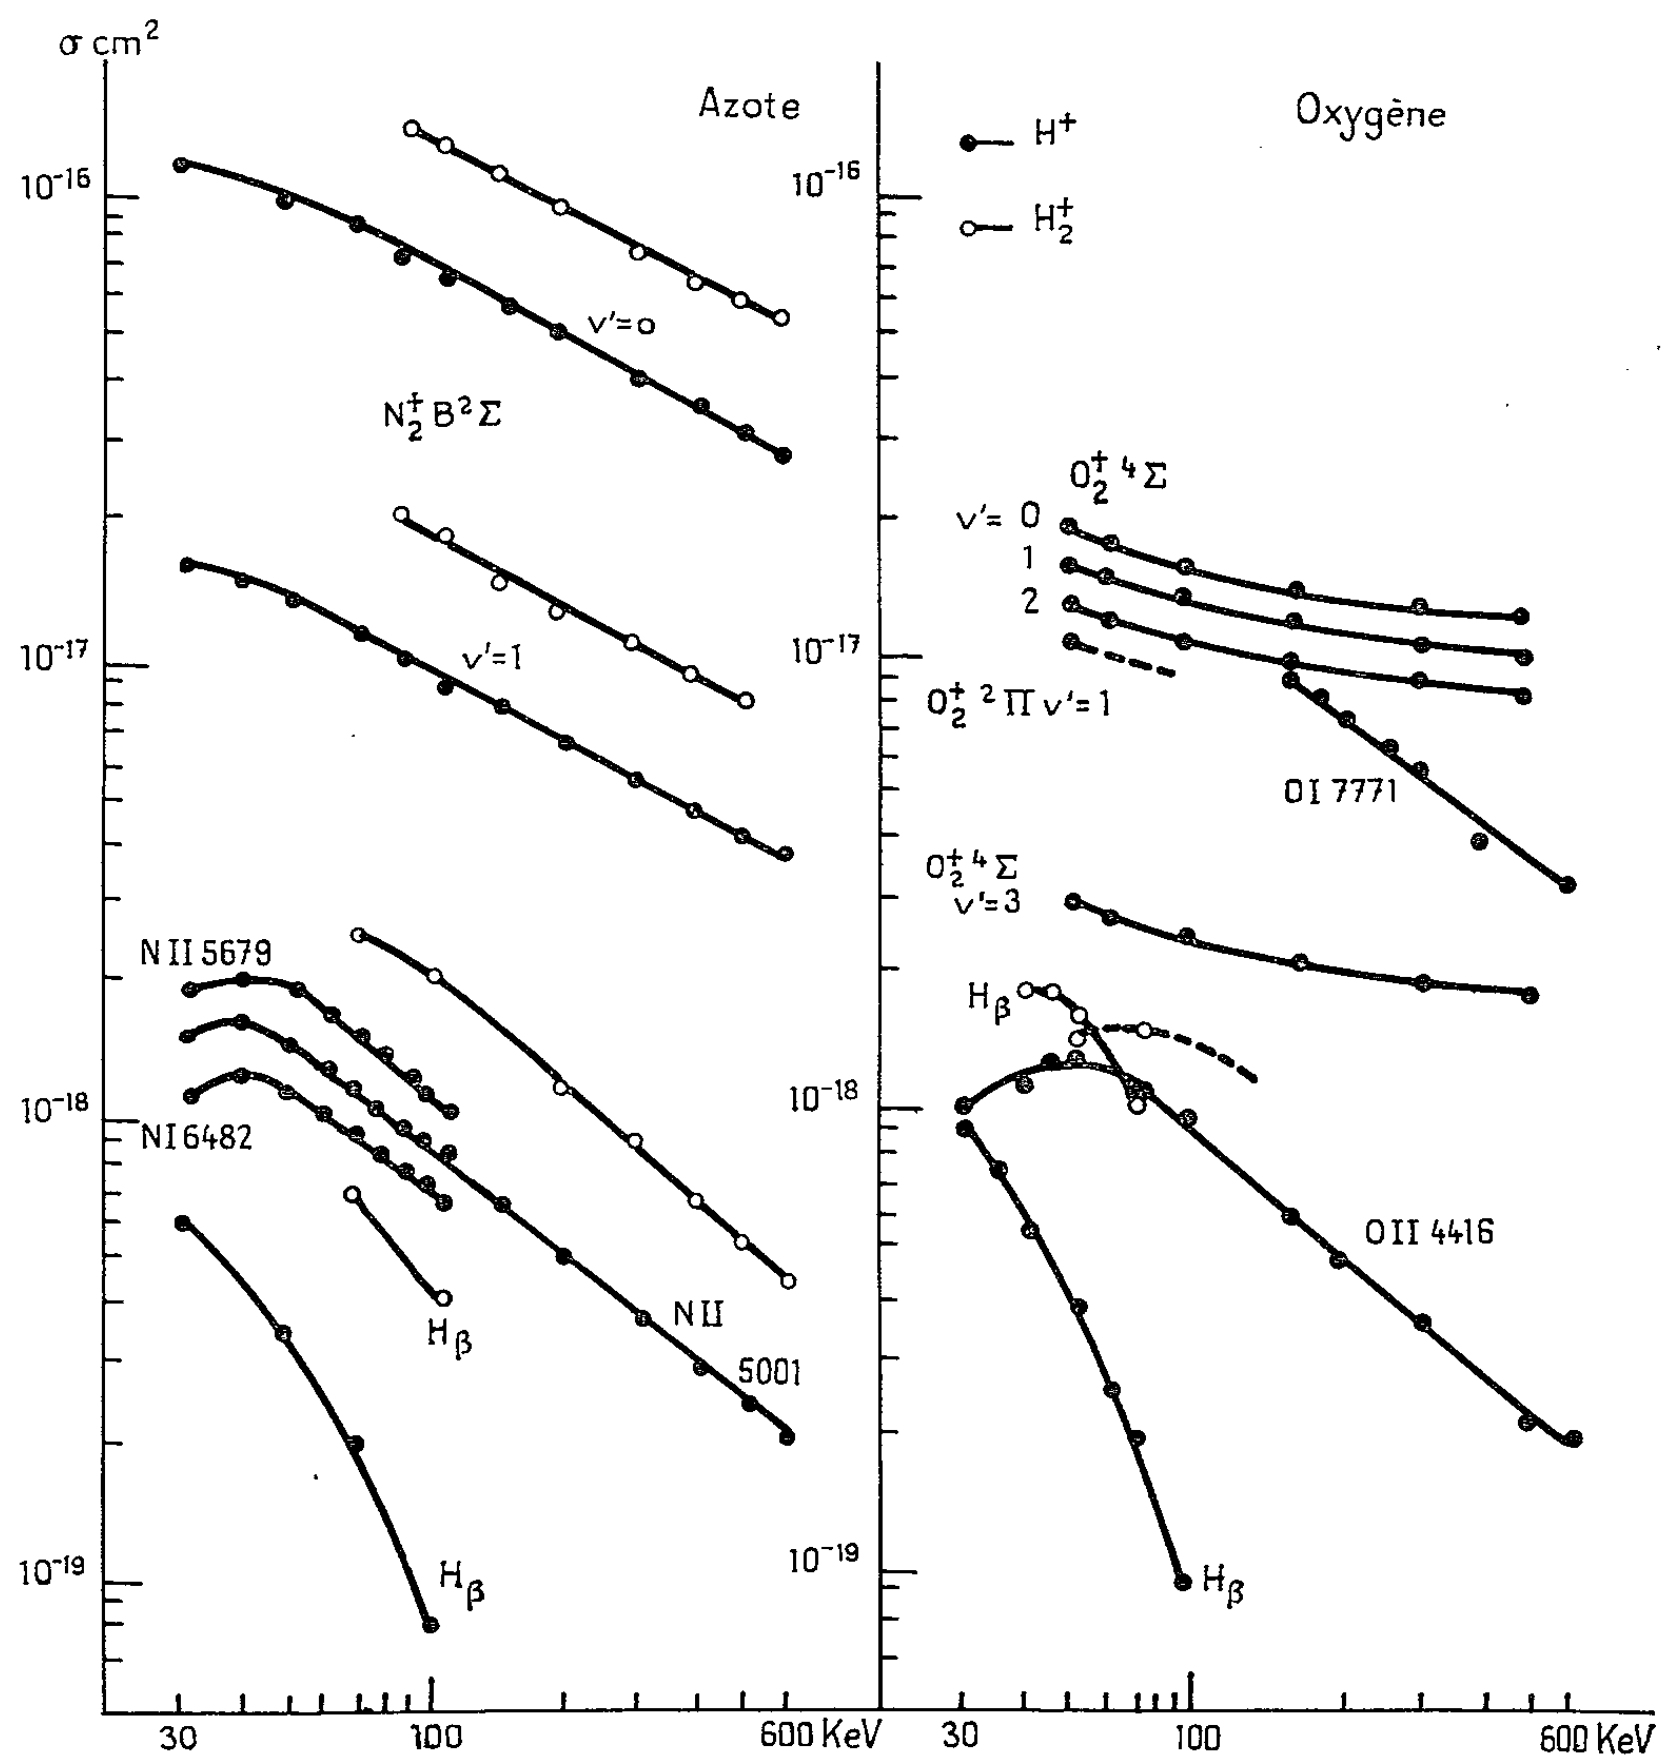 σ cm²
Azote
10⁻¹⁶
v'=0
N₂⁺ B²Σ
10⁻¹⁷
v'=1
N II 5679
10⁻¹⁸
NI 6482
Hβ
N II
5001
10⁻¹⁹
Hβ
30
100
600 KeV
Oxygène
H⁺
H₂⁺
10⁻¹⁶
O₂⁺ ⁴Σ
v'= 0
1
2
10⁻¹⁷
O₂⁺ ²Π v'=1
OI 7771
O₂⁺ ⁴Σ
v'=3
Hβ
10⁻¹⁸
OII 4416
10⁻¹⁹
Hβ
30
100
600 KeV